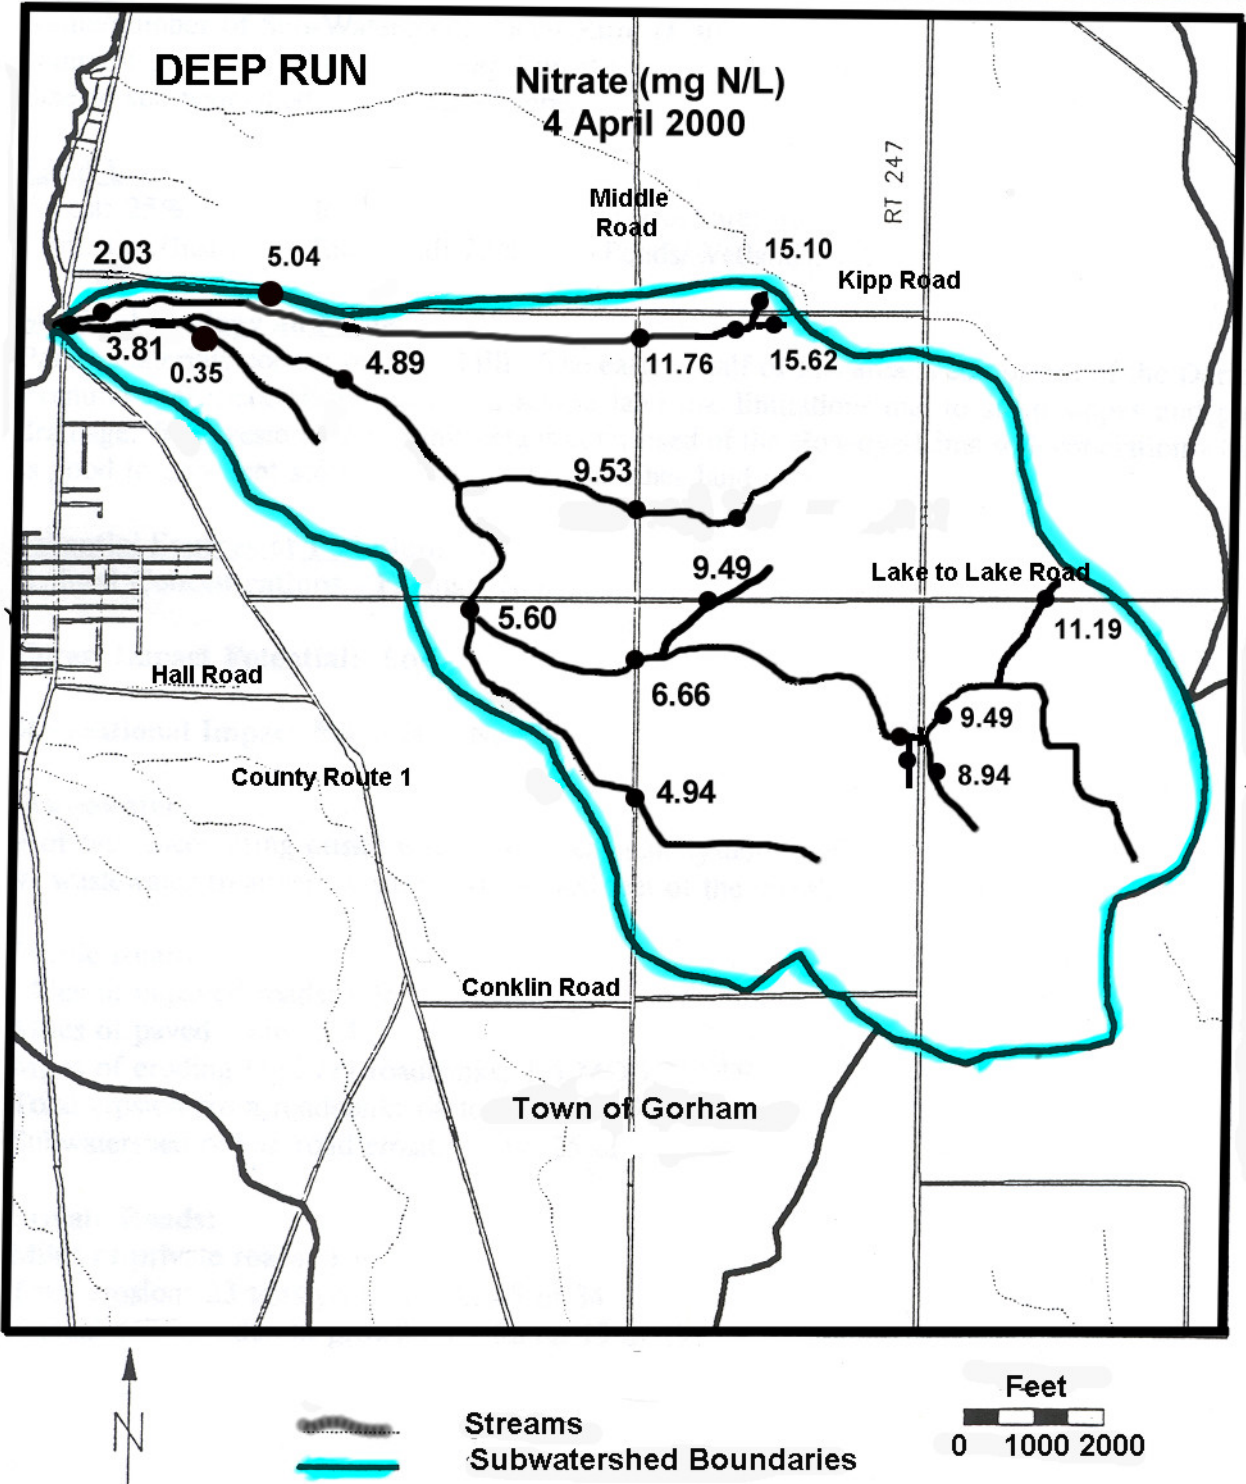 DEEP RUN
Nitrate (mg N/L)
4 April 2000
RT 247
Middle
Road
2.03
5.04
15.10
Kipp Road
3.81
0.35
4.89
11.76
15.62
9.53
9.49
Lake to Lake Road
5.60
11.19
Hall Road
6.66
9.49
County Route 1
8.94
4.94
Conklin Road
Town of Gorham
N
Feet
Streams
0 1000 2000
Subwatershed Boundaries